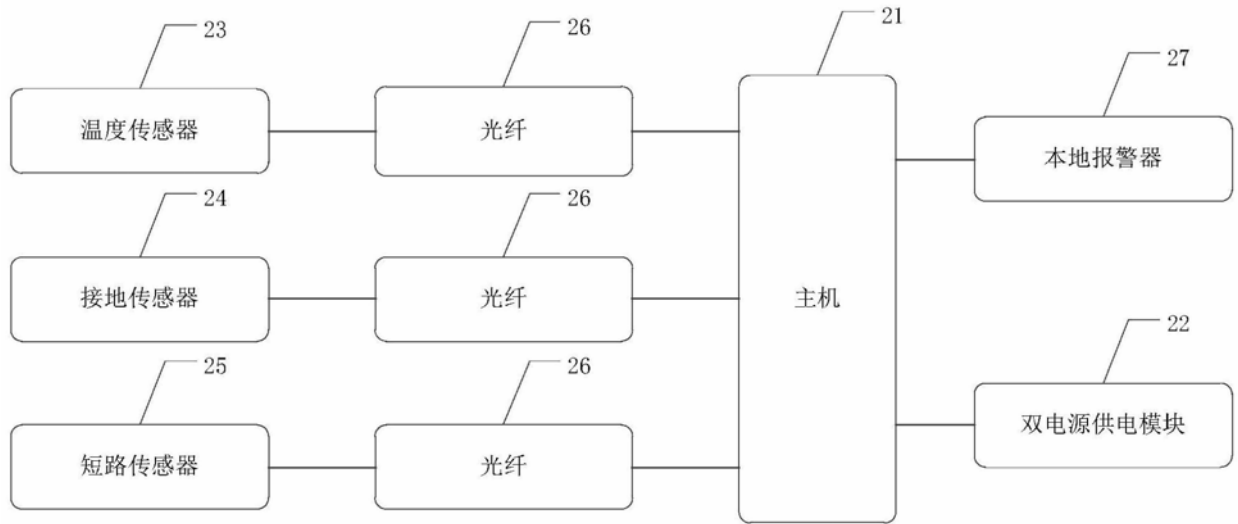 23
26
21
27
温度传感器
光纤
本地报警器
24
26
接地传感器
光纤
主机
22
25
26
双电源供电模块
短路传感器
光纤